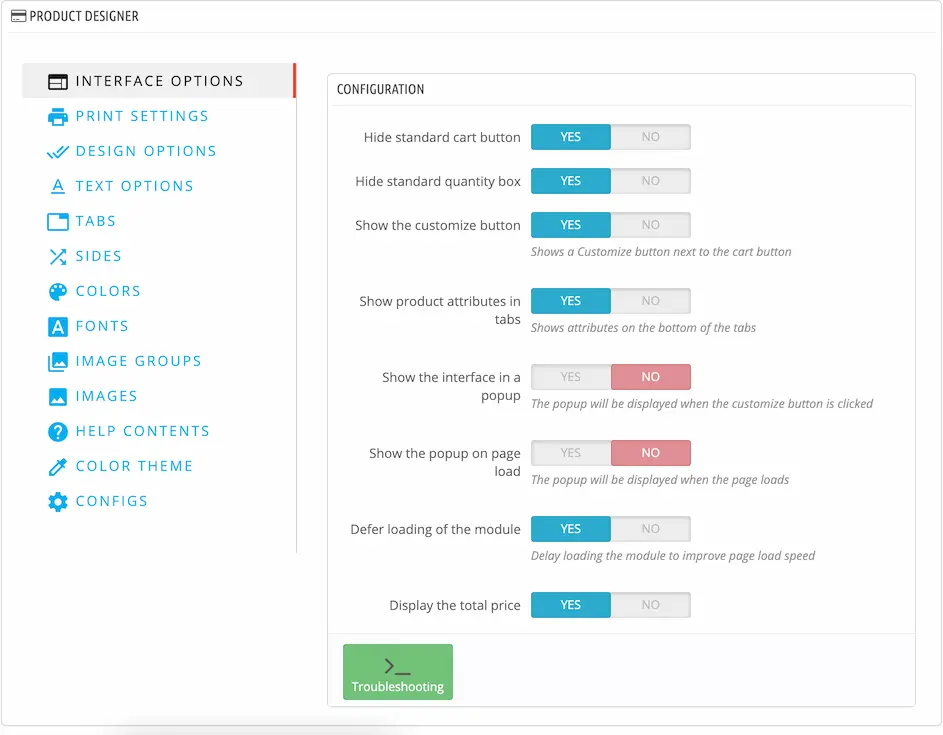 PRODUCT DESIGNER
INTERFACE OPTIONS
PRINT SETTINGS
DESIGN OPTIONS
TEXT OPTIONS
TABS
SIDES
COLORS
FONTS
IMAGE GROUPS
IMAGES
HELP CONTENTS
COLOR THEME
CONFIGS
CONFIGURATION
Hide standard cart button YES NO
Hide standard quantity box YES NO
Show the customize button YES NO
Shows a Customize button next to the cart button
Show product attributes in YES NO
tabs
Shows attributes on the bottom of the tabs
Show the interface in a YES NO
popup
The popup will be displayed when the customize button is clicked
Show the popup on page YES NO
load
The popup will be displayed when the page loads
Defer loading of the module YES NO
Delay loading the module to improve page load speed
Display the total price YES NO
Troubleshooting